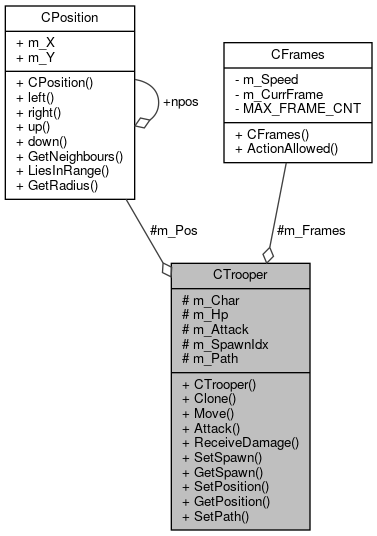 CPosition
+ m_X
+ m_Y
+ CPosition()
+ left()
+ right()
+ up()
+ down()
+ GetNeighbours()
+ LiesInRange()
+ GetRadius()
+npos
CFrames
- m_Speed
- m_CurrFrame
- MAX_FRAME_CNT
+ CFrames()
+ ActionAllowed()
#m_Pos
#m_Frames
CTrooper
# m_Char
# m_Hp
# m_Attack
# m_SpawnIdx
# m_Path
+ CTrooper()
+ Clone()
+ Move()
+ Attack()
+ ReceiveDamage()
+ SetSpawn()
+ GetSpawn()
+ SetPosition()
+ GetPosition()
+ SetPath()